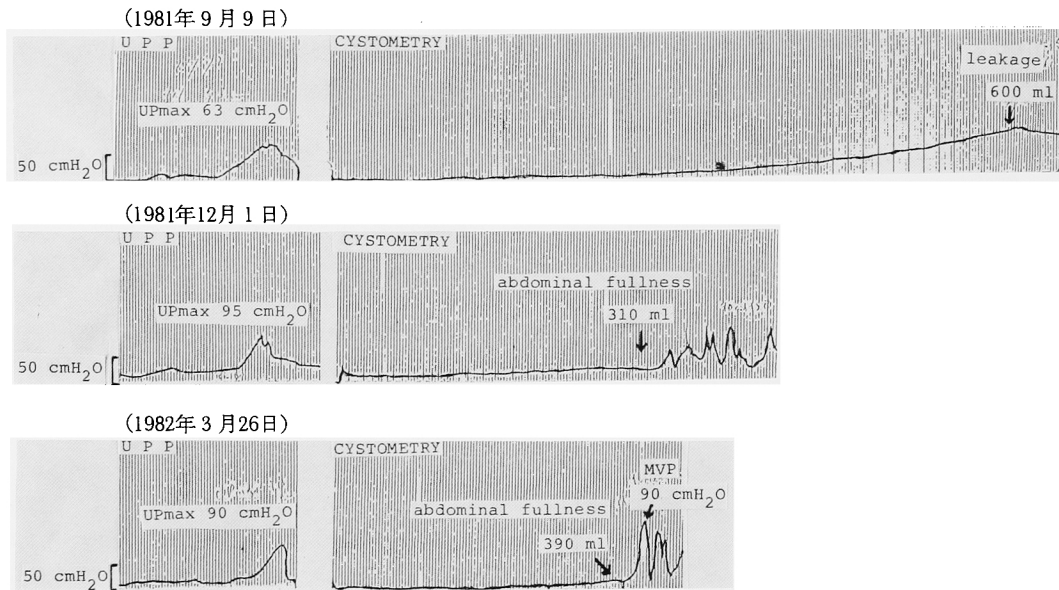 (1981年9月9日)
U P P
CYSTOMETRY
leakage
600 ml
UPmax 63 cmH₂O
50 cmH₂O
(1981年12月1日)
U P P
CYSTOMETRY
abdominal fullness
310 ml
UPmax 95 cmH₂O
50 cmH₂O
(1982年3月26日)
U P P
CYSTOMETRY
MVP
90 cmH₂O
abdominal fullness
390 ml
UPmax 90 cmH₂O
50 cmH₂O